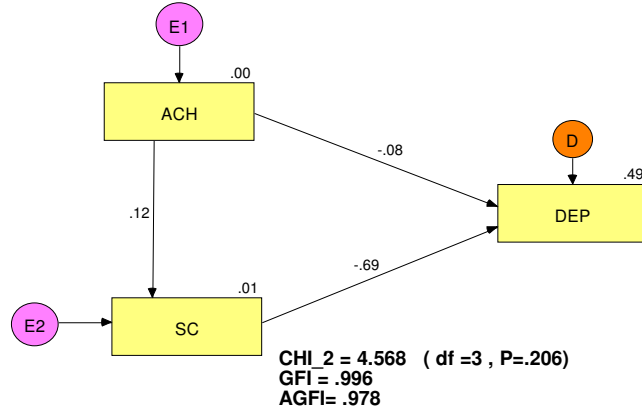 E1
.00
ACH
-.08
D
.49
DEP
.12
-.69
.01
E2
SC
CHI_2 = 4.568 ( df =3 , P=.206)
GFI = .996
AGFI= .978